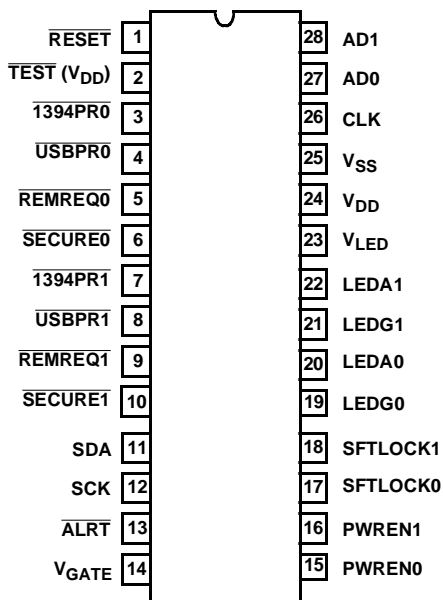 RESET 1 28 AD1
TEST (VDD) 2 27 AD0
1394PR0 3 26 CLK
USBPR0 4 25 VSS
REMREQ0 5 24 VDD
SECURE0 6 23 VLED
1394PR1 7 22 LEDA1
USBPR1 8 21 LEDG1
REMREQ1 9 20 LEDA0
SECURE1 10 19 LEDG0
SDA 11 18 SFTLOCK1
SCK 12 17 SFTLOCK0
ALRT 13 16 PWREN1
VGATE 14 15 PWREN0